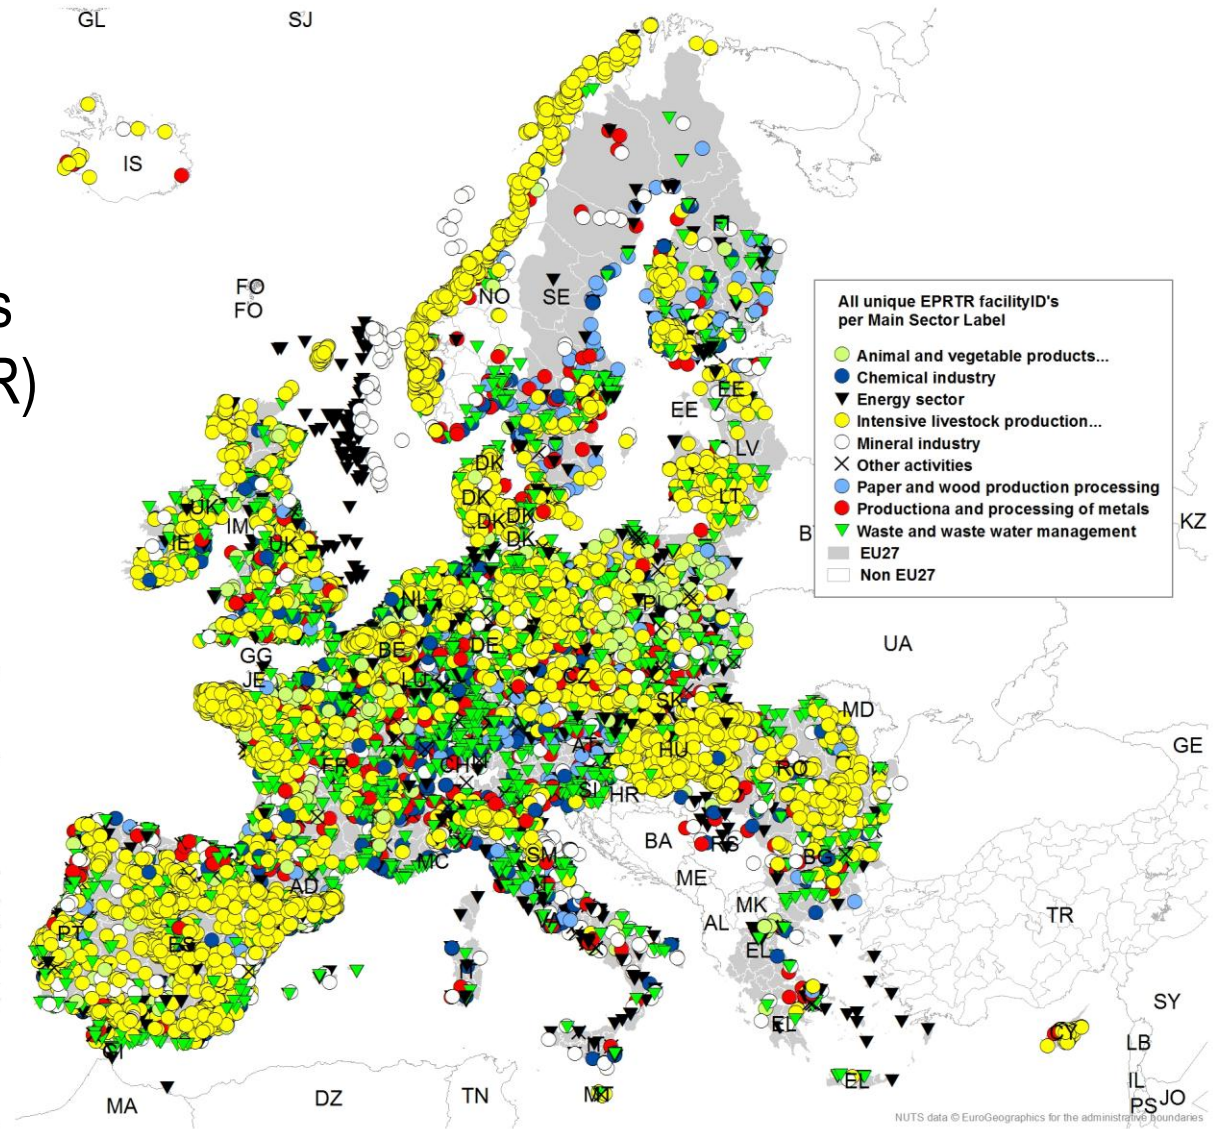 GL
SJ
IS
FO
FO
s
R)
NO
SE
FI
All unique EPRTR facilityID's
per Main Sector Label
Animal and vegetable products...
Chemical industry
Energy sector
Intensive livestock production...
Mineral industry
Other activities
Paper and wood production processing
Productiona and processing of metals
Waste and waste water management
EU27
Non EU27
EE
EE
LV
LT
DK
DK
DK
DK
DK
UK
IM
IE
UK
KZ
NL
PL
BE
DE
GG
JE
LU
CZ
SK
UA
MD
GE
FR
CH
AT
HU
RO
SI
HR
BA
RS
SM
MC
AD
ME
BG
MK
AL
PT
ES
VA
IT
EL
TR
EL
SY
CY
LB
GI
IT
MT
EL
IL
PS
JO
MA
DZ
TN
NUTS data © EuroGeographics for the administrative boundaries